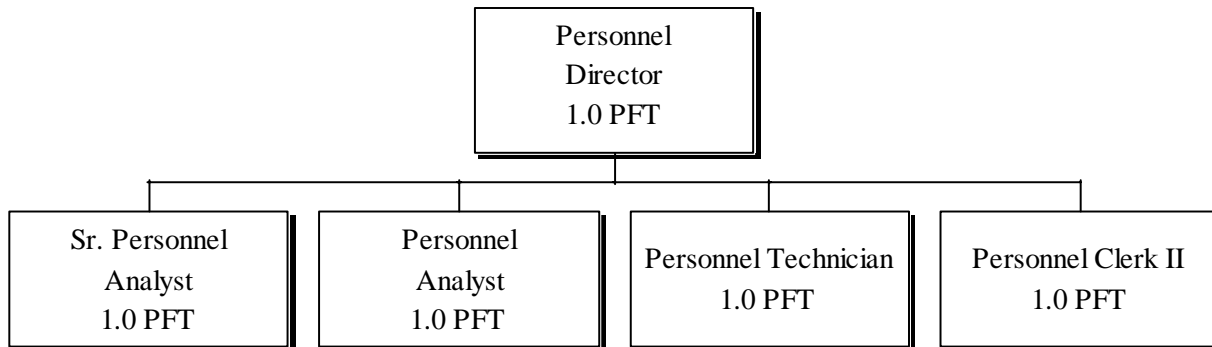 Personnel
Director
1.0 PFT
Sr. Personnel
Analyst
1.0 PFT
Personnel
Analyst
1.0 PFT
Personnel Technician
1.0 PFT
Personnel Clerk II
1.0 PFT